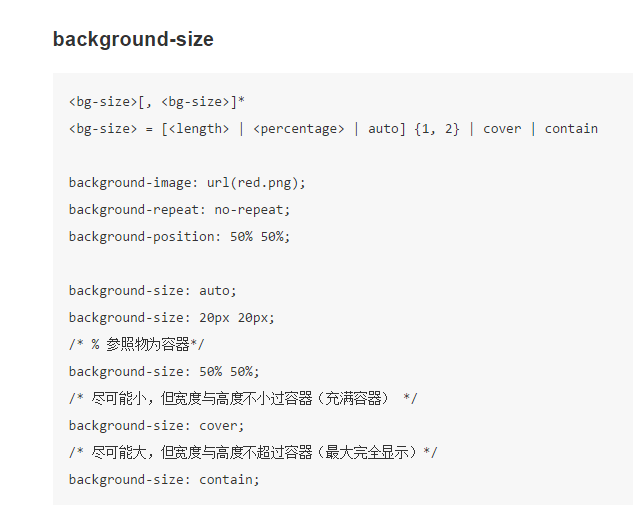 background-size
<bg-size>[, <bg-size>]*
<bg-size> = [<length> | <percentage> | auto] {1, 2} | cover | contain
background-image: url(red.png);
background-repeat: no-repeat;
background-position: 50% 50%;
background-size: auto;
background-size: 20px 20px;
/* % 参照物为容器*/
background-size: 50% 50%;
/* 尽可能小，但宽度与高度不小过容器（充满容器） */
background-size: cover;
/* 尽可能大，但宽度与高度不超过容器（最大完全显示）*/
background-size: contain;